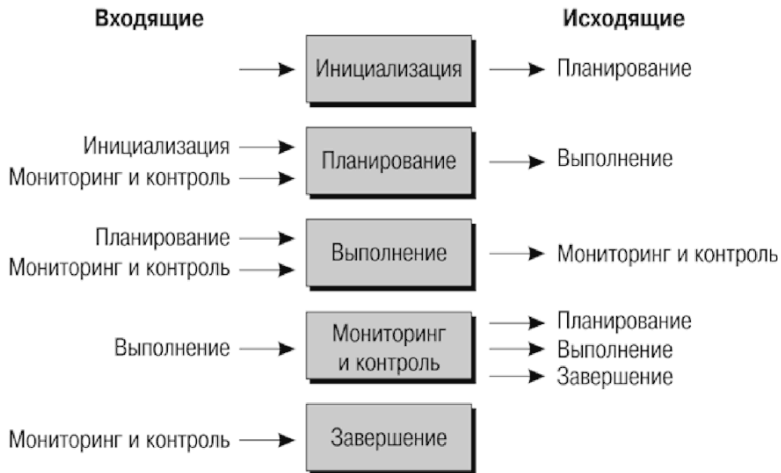 Входящие
Исходящие
Инициализация
Планирование
Инициализация
Мониторинг и контроль
Планирование
Выполнение
Планирование
Мониторинг и контроль
Выполнение
Мониторинг и контроль
Выполнение
Мониторинг
и контроль
Планирование
Выполнение
Завершение
Мониторинг и контроль
Завершение